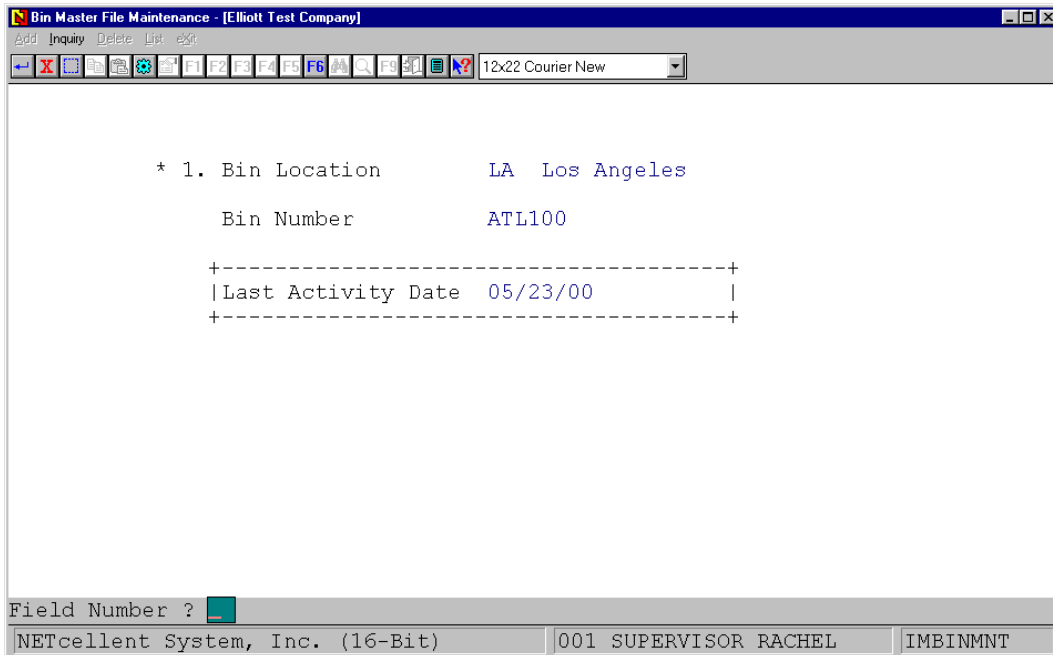 Bin Master File Maintenance - [Elliott Test Company]
Add Inquiry Delete List eXit
X F1 F2 F3 F4 F5 F6 F9 ? 12x22 Courier New
* 1. Bin Location LA Los Angeles
Bin Number ATL100
+--------------------------------------+
|Last Activity Date 05/23/00 |
+--------------------------------------+
Field Number ? _
NETcellent System, Inc. (16-Bit) 001 SUPERVISOR RACHEL IMBINMNT